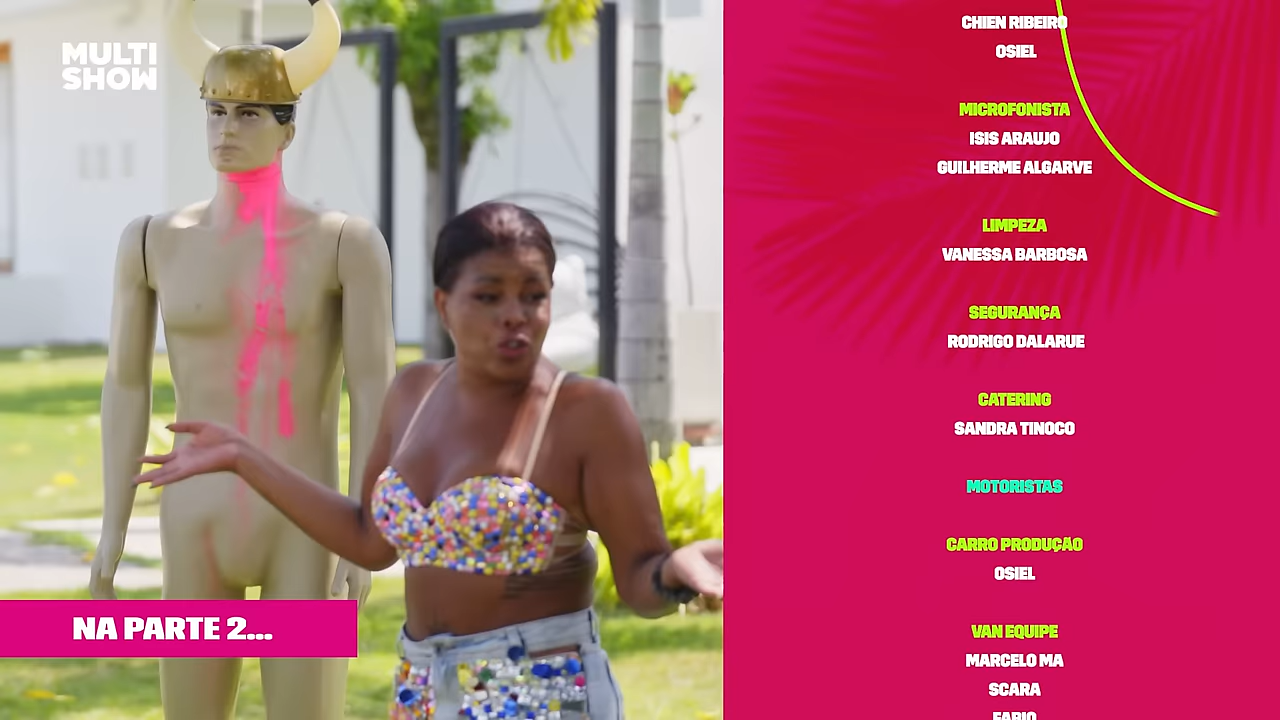 MULTI
SHOW
NA PARTE 2...
CHIEN RIBEIRO
OSIEL
MICROFONISTA
ISIS ARAUJO
GUILHERME ALGARVE
LIMPEZA
VANESSA BARBOSA
SEGURANÇA
RODRIGO DALARUE
CATERING
SANDRA TINOCO
MOTORISTAS
CARRO PRODUÇÃO
OSIEL
VAN EQUIPE
MARCELO MA
SCARA
FABIO